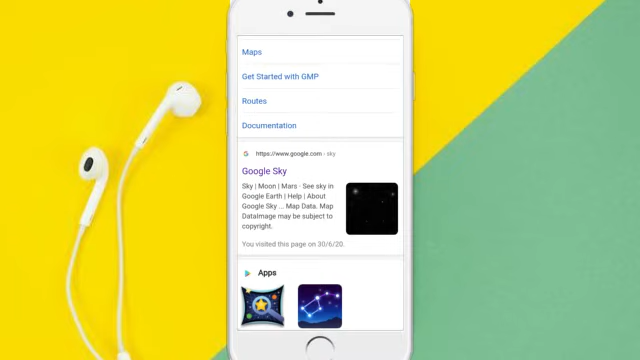 Maps
Get Started with GMP
Routes
Documentation
G https://www.google.com › sky
Google Sky
Sky | Moon | Mars · See sky in
Google Earth | Help | About
Google Sky ... Map Data. Map
DataImage may be subject to
copyright.
You visited this page on 30/6/20.
Apps